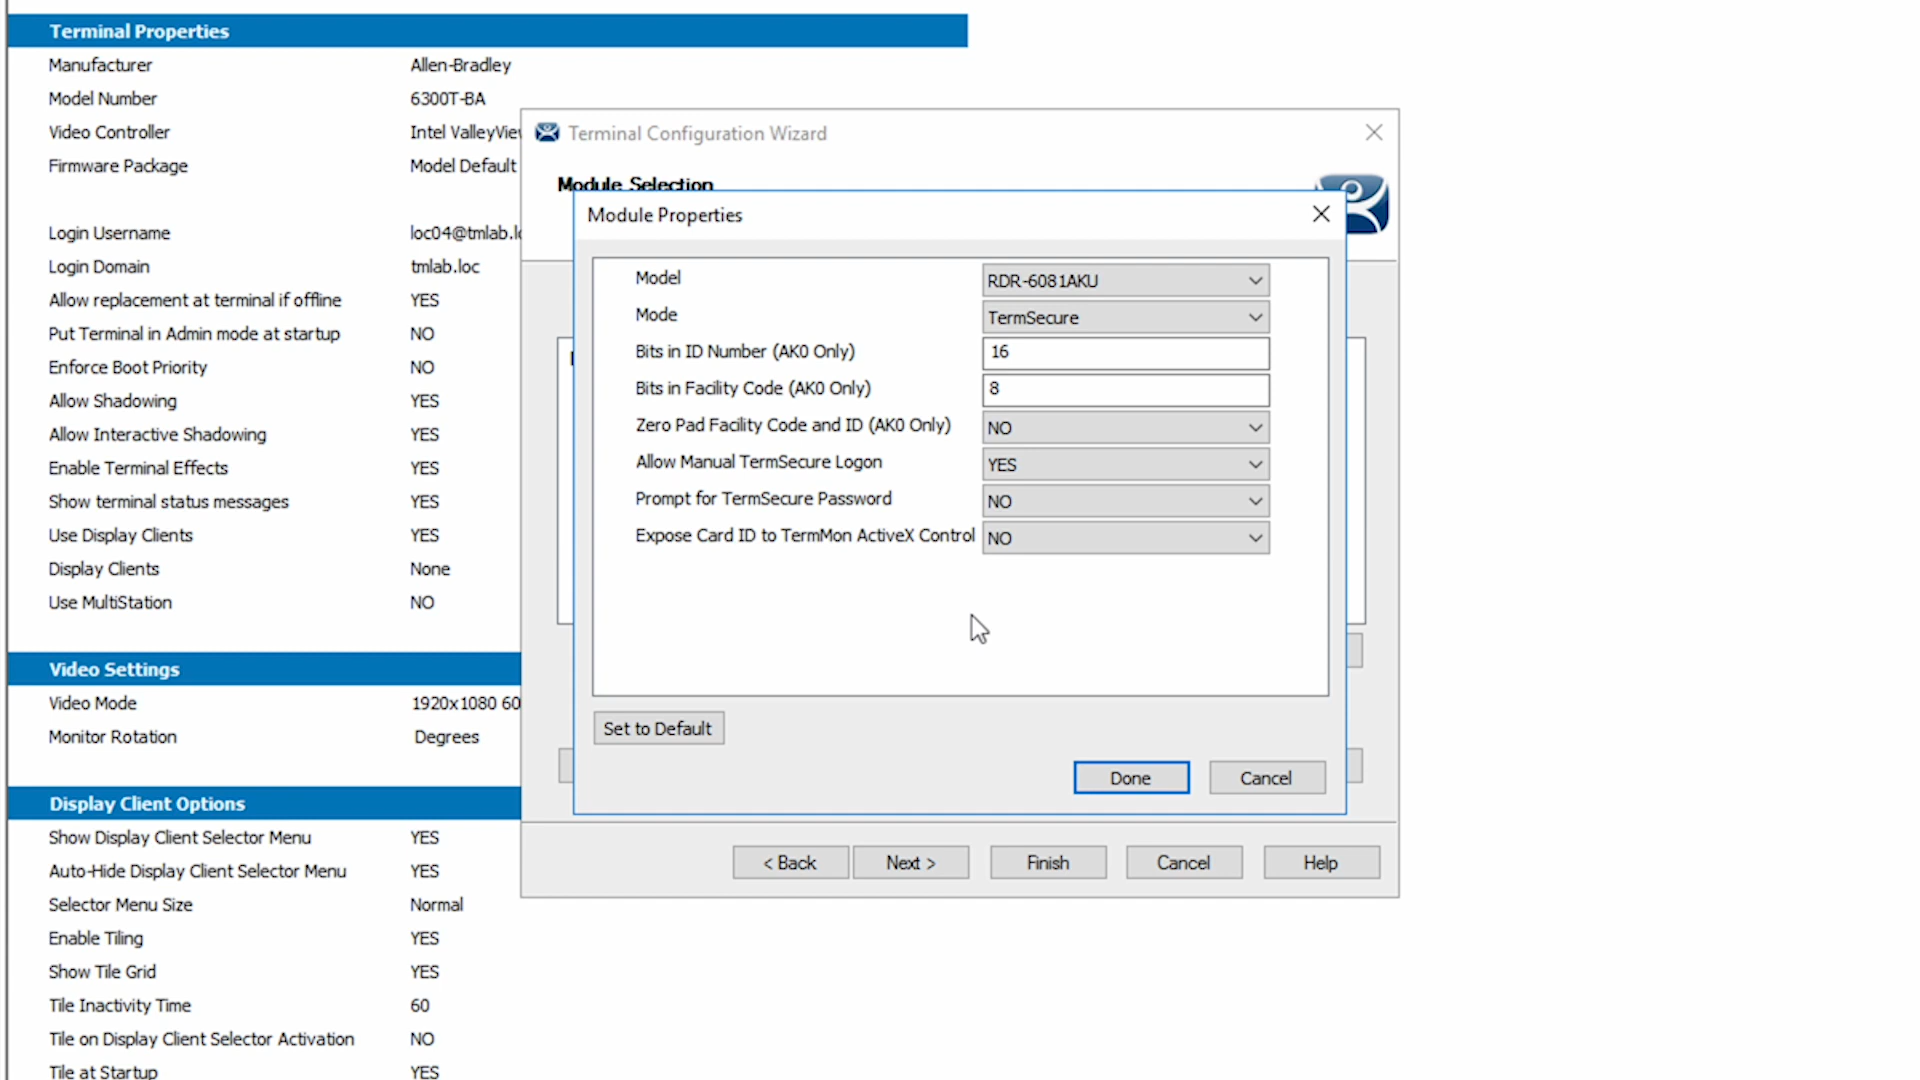 Terminal Properties
Manufacturer Allen-Bradley
Model Number 6300T-BA
Video Controller Intel ValleyView
Firmware Package Model Default
Login Username loc04@tmlab.lo
Login Domain tmlab.loc
Allow replacement at terminal if offline YES
Put Terminal in Admin mode at startup NO
Enforce Boot Priority NO
Allow Shadowing YES
Allow Interactive Shadowing YES
Enable Terminal Effects YES
Show terminal status messages YES
Use Display Clients YES
Display Clients None
Use MultiStation NO
Video Settings
Video Mode 1920x1080 60
Monitor Rotation Degrees
Display Client Options
Show Display Client Selector Menu YES
Auto-Hide Display Client Selector Menu YES
Selector Menu Size Normal
Enable Tiling YES
Show Tile Grid YES
Tile Inactivity Time 60
Tile on Display Client Selector Activation NO
Tile at Startup YES
Terminal Configuration Wizard
Module Selection
Module Properties
Model RDR-6081AKU
Mode TermSecure
Bits in ID Number (AK0 Only) 16
Bits in Facility Code (AK0 Only) 8
Zero Pad Facility Code and ID (AK0 Only) NO
Allow Manual TermSecure Logon YES
Prompt for TermSecure Password NO
Expose Card ID to TermMon ActiveX Control NO
Set to Default
Done Cancel
< Back Next > Finish Cancel Help